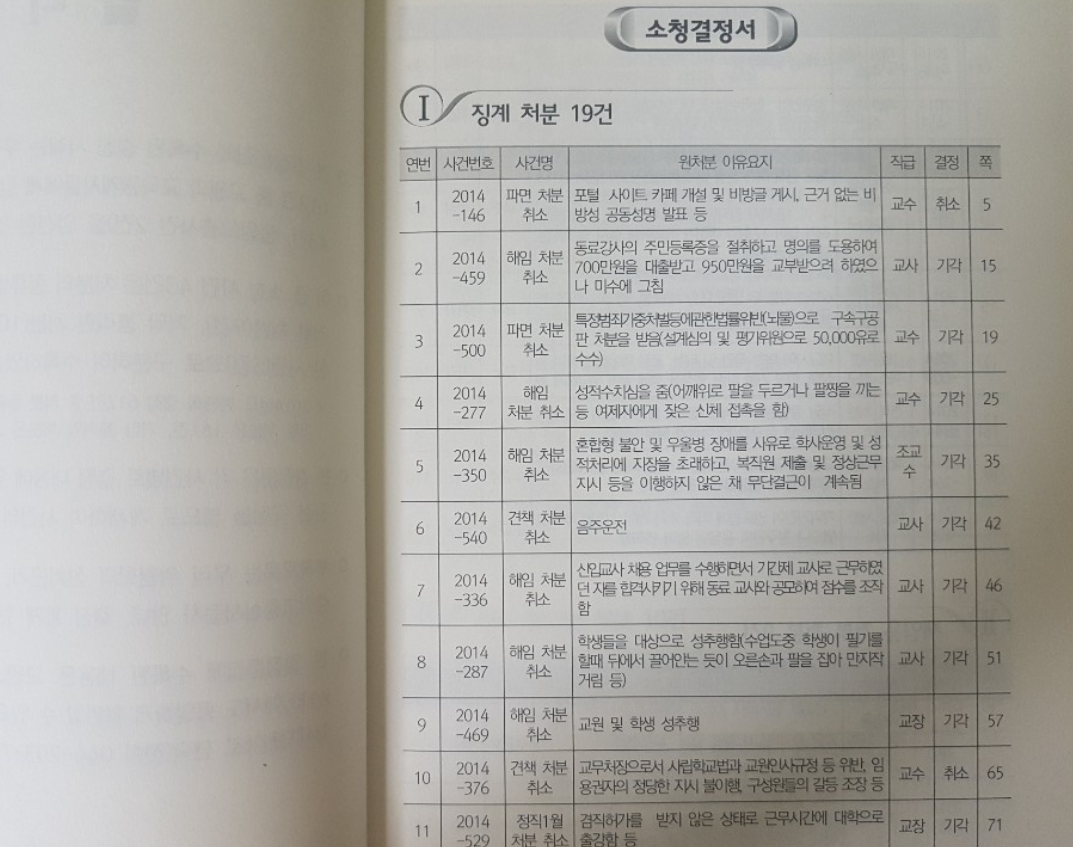 소청결정서
Ⅰ 징계 처분 19건
연번 사건번호 사건명 원처분 이유요지 직급 결정 쪽
1 2014-146 파면 처분 취소 포털 사이트 카페 개설 및 비방글 게시, 근거 없는 비방성 공동성명 발표 등 교수 취소 5
2 2014-459 해임 처분 취소 동료강사의 주민등록증을 절취하고 명의를 도용하여 700만원을 대출받고 950만원을 교부받으려 하였으나 미수에 그침 교사 기각 15
3 2014-500 파면 처분 취소 특정범죄가중처벌등에관한법률위반(뇌물)으로 구속구공판 처분을 받음(설계심의 및 평가위원으로 50,000유로 수수) 교수 기각 19
4 2014-277 해임 처분 취소 성적수치심을 줌(어깨위로 팔을 두르거나 팔짱을 끼는 등 여제자에게 잦은 신체 접촉을 함) 교수 기각 25
5 2014-350 해임 처분 취소 혼합형 불안 및 우울병 장애를 사유로 학사운영 및 성적처리에 지장을 초래하고, 복직원 제출 및 정상근무 지시 등을 이행하지 않은 채 무단결근이 계속됨 조교수 기각 35
6 2014-540 견책 처분 취소 음주운전 교사 기각 42
7 2014-336 해임 처분 취소 신입교사 채용 업무를 수행하면서 기간제 교사로 근무하였던 자를 합격시키기 위해 동료 교사와 공모하여 점수를 조작함 교사 기각 46
8 2014-287 해임 처분 취소 학생들을 대상으로 성추행함(수업도중 학생이 필기를 할때 뒤에서 끌어안는 듯이 오른손과 팔을 잡아 만지작거림 등) 교사 기각 51
9 2014-469 해임 처분 취소 교원 및 학생 성추행 교장 기각 57
10 2014-376 견책 처분 취소 교무처장으로서 사립학교법과 교원인사규정 등 위반, 임용권자의 정당한 지시 불이행, 구성원들의 갈등 조장 등 교수 취소 65
11 2014-529 정직1월 처분 취소 겸직허가를 받지 않은 상태로 근무시간에 대학으로 출강함 등 교장 기각 71